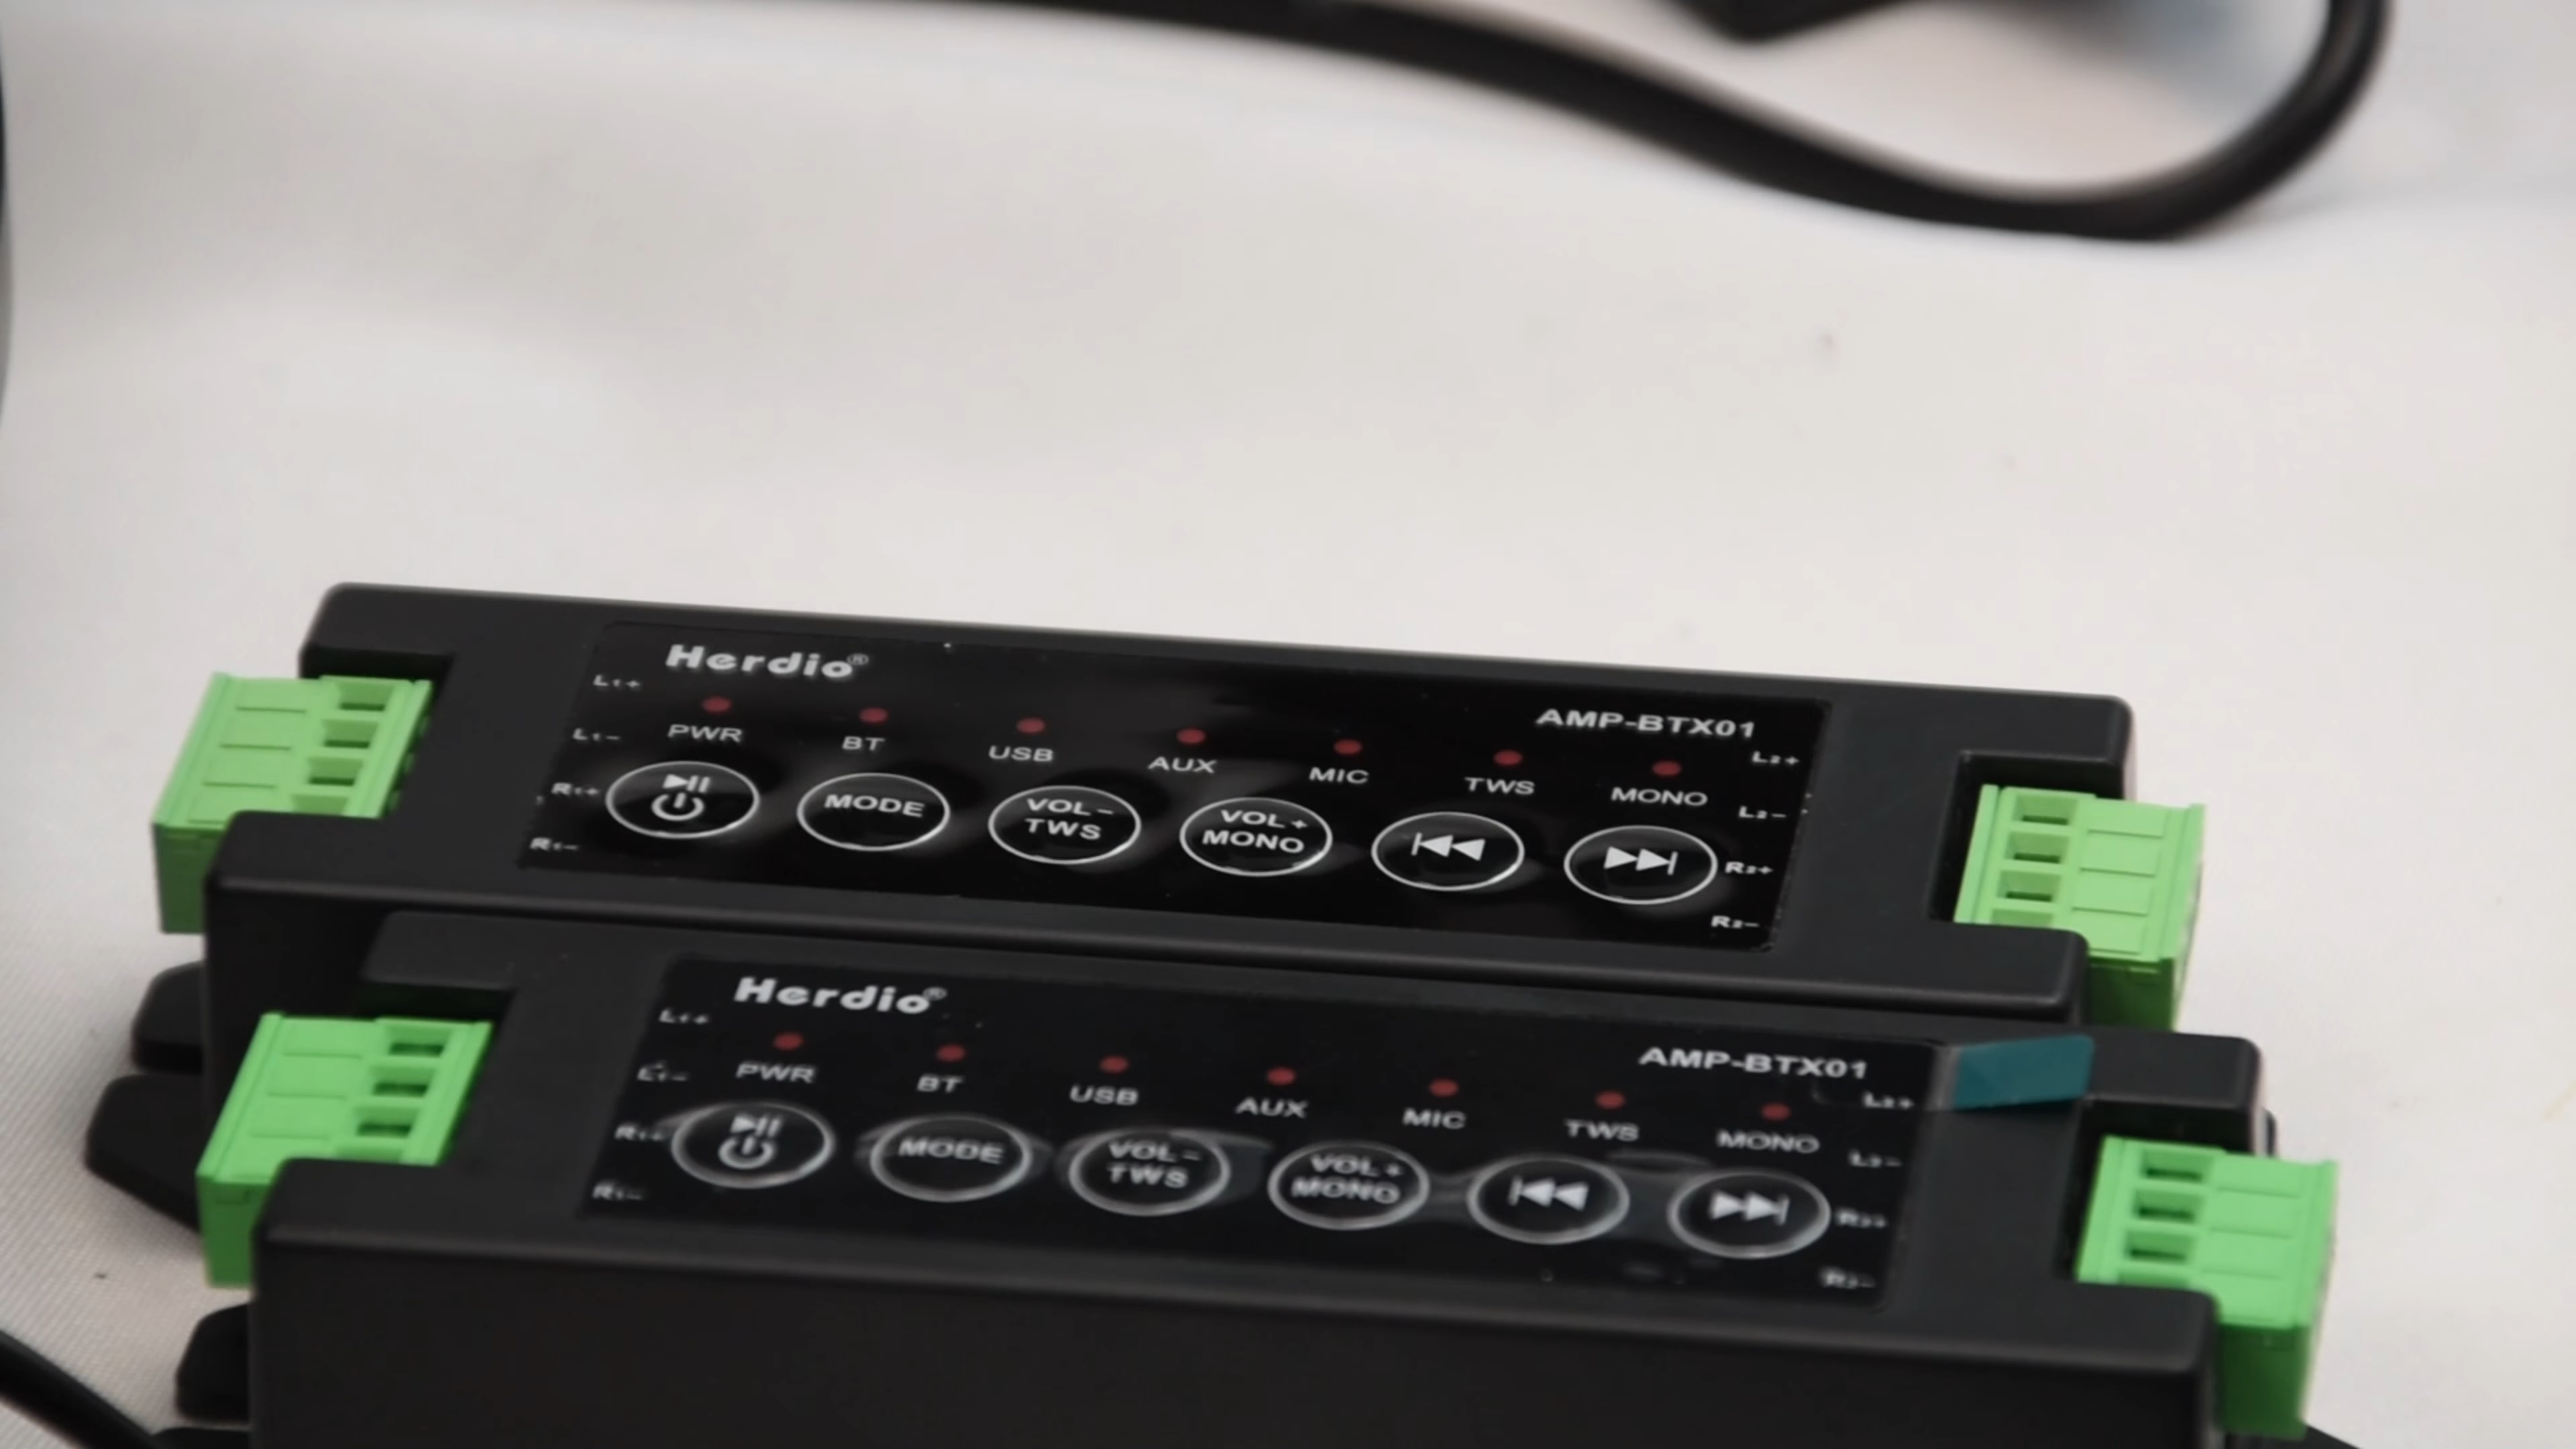 Herdio®
AMP-BTX01
L1+
L1−
R1+
R1−
PWR
BT
USB
AUX
MIC
TWS
MONO
MODE
VOL−
TWS
VOL+
MONO
L2+
L2−
R2+
R2−
Herdio®
AMP-BTX01
L1+
L1−
R1+
R1−
PWR
BT
USB
AUX
MIC
TWS
MONO
MODE
VOL−
TWS
VOL+
MONO
L2+
L2−
R2+
R2−